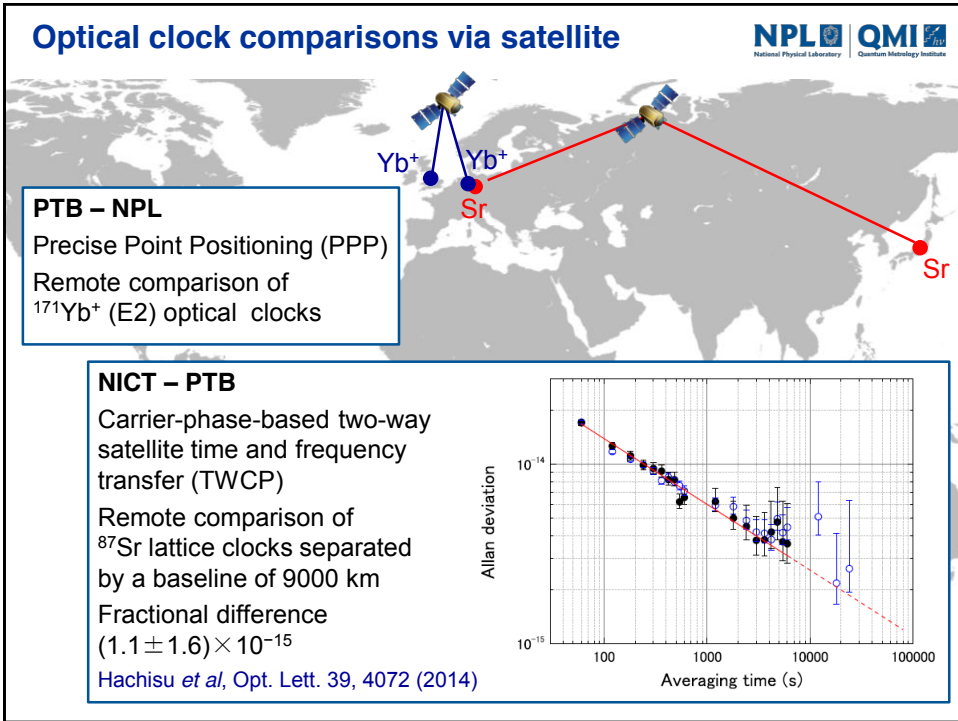 Optical clock comparisons via satellite
NPL QMI
National Physical Laboratory Quantum Metrology Institute
Yb⁺
Yb⁺
Sr
Sr
PTB – NPL
Precise Point Positioning (PPP)
Remote comparison of
¹⁷¹Yb⁺ (E2) optical clocks
NICT – PTB
Carrier-phase-based two-way
satellite time and frequency
transfer (TWCP)
Remote comparison of
⁸⁷Sr lattice clocks separated
by a baseline of 9000 km
Fractional difference
(1.1±1.6)×10⁻¹⁵
Hachisu et al, Opt. Lett. 39, 4072 (2014)
Allan deviation
10⁻¹⁴
10⁻¹⁵
100 1000 10000 100000
Averaging time (s)